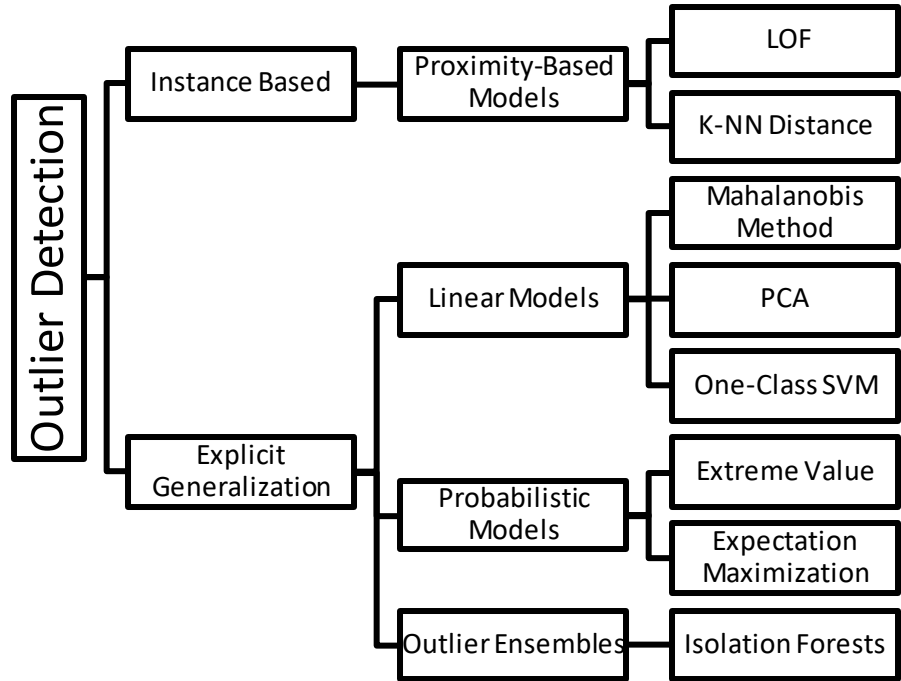 Outlier Detection
Instance Based
Proximity-Based
Models
LOF
K-NN Distance
Explicit
Generalization
Linear Models
Mahalanobis
Method
PCA
One-Class SVM
Probabilistic
Models
Extreme Value
Expectation
Maximization
Outlier Ensembles
Isolation Forests